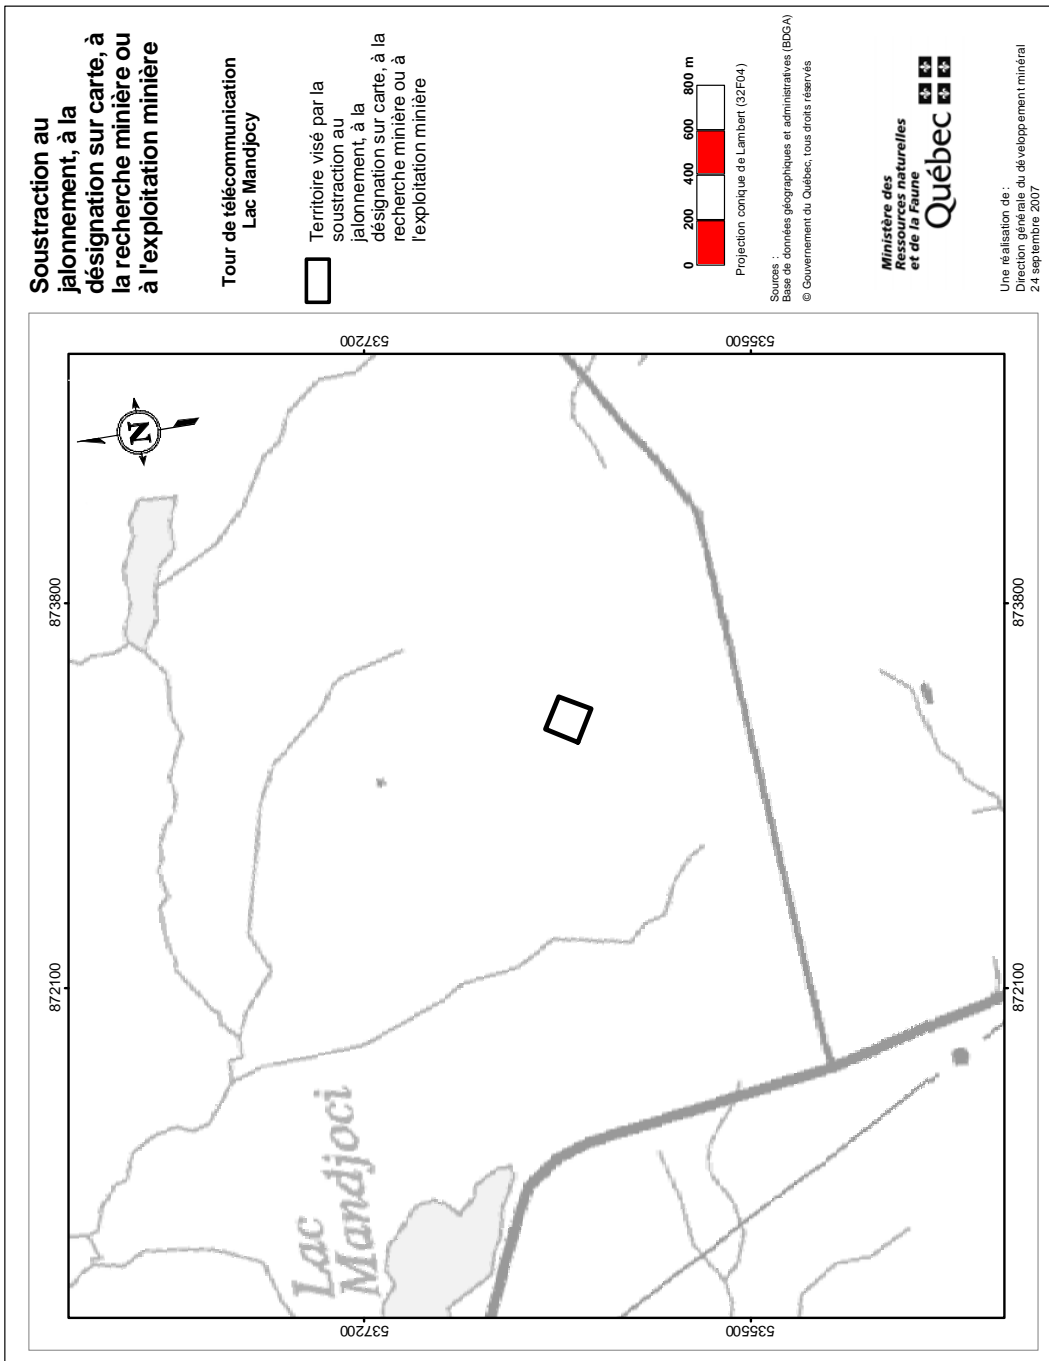 Soustraction au
jalonnement, à la
désignation sur carte, à
la recherche minière ou
à l'exploitation minière
Tour de télécommunication
Lac Mandjocy
Territoire visé par la
soustraction au
jalonnement, à la
désignation sur carte, à la
recherche minière ou à
l'exploitation minière
0 200 400 600 800 m
Projection conique de Lambert (32F04)
Sources :
Base de données géographiques et administratives (BDGA)
© Gouvernement du Québec, tous droits réservés
Ministère des
Ressources naturelles
et de la Faune
Québec
Une réalisation de :
Direction générale du développement minéral
24 septembre 2007
537200
535500
N
873800
873800
872100
872100
Lac
Mandjoci
537200
535500